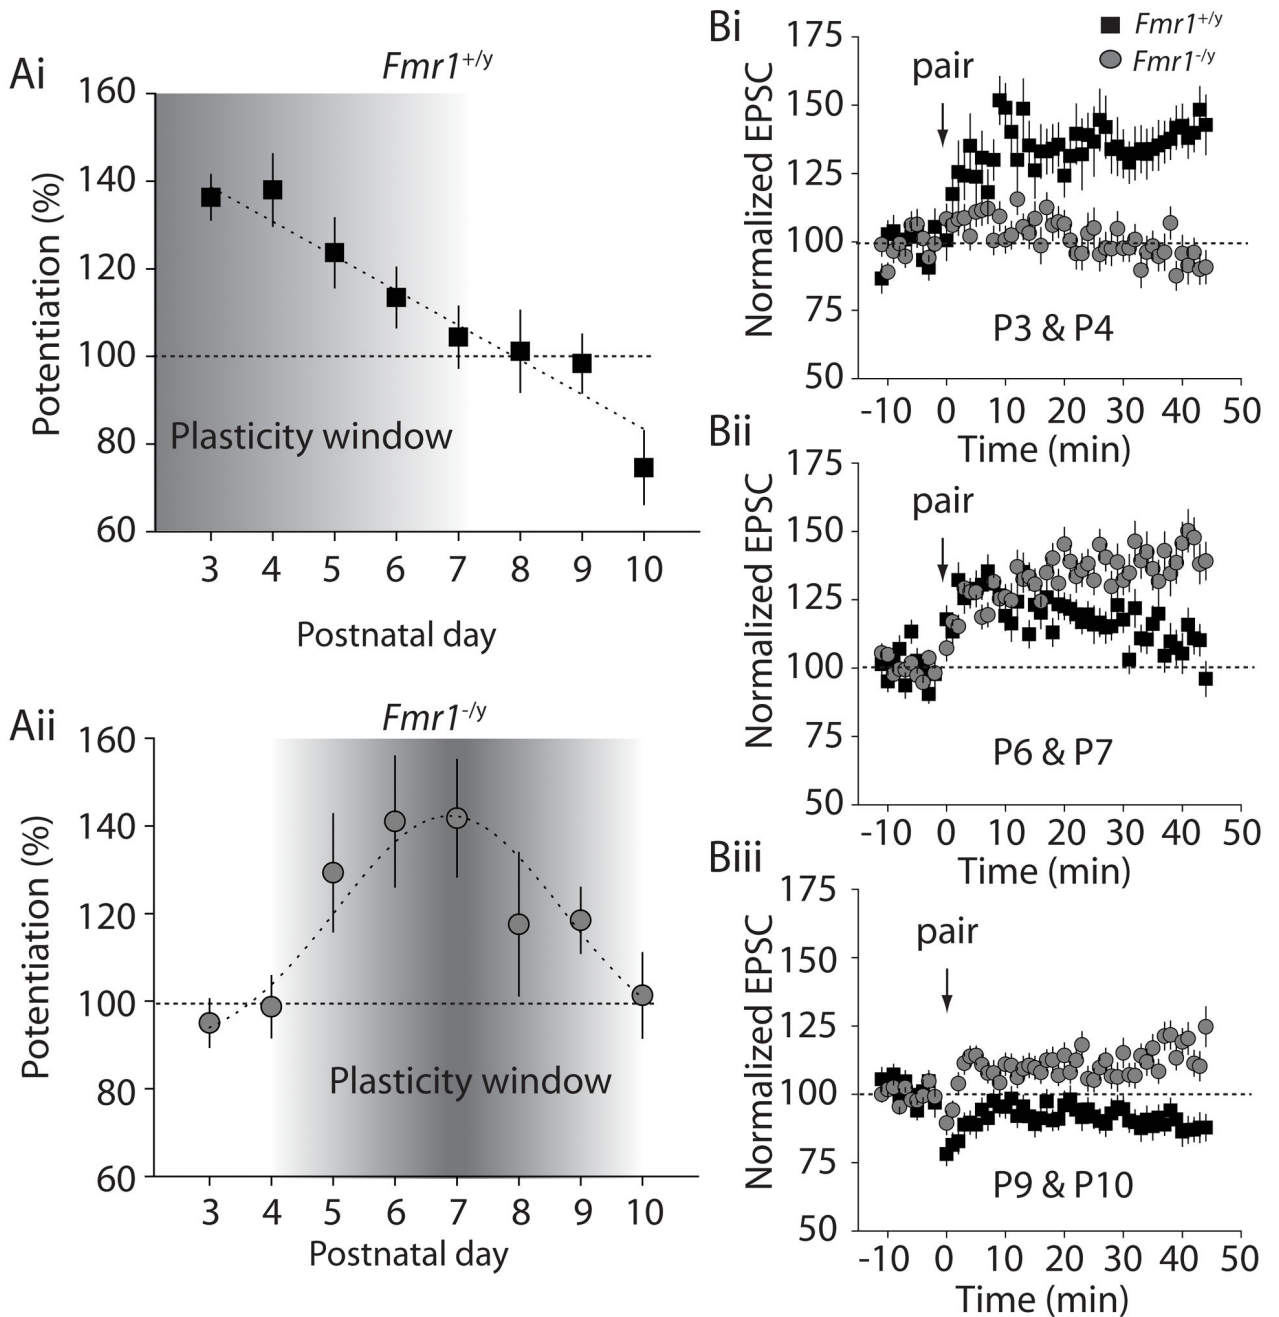 Ai
Fmr1+/y
Potentiation (%)
160
140
120
100
80
60
Plasticity window
3 4 5 6 7 8 9 10
Postnatal day
Aii
Fmr1-/y
Potentiation (%)
160
140
120
100
80
60
Plasticity window
3 4 5 6 7 8 9 10
Postnatal day
Bi
Fmr1+/y
Fmr1-/y
pair
Normalized EPSC
175
150
125
100
75
50
P3 & P4
-10 0 10 20 30 40 50
Time (min)
Bii
pair
Normalized EPSC
175
150
125
100
75
50
P6 & P7
-10 0 10 20 30 40 50
Time (min)
Biii
pair
Normalized EPSC
175
150
125
100
75
50
P9 & P10
-10 0 10 20 30 40 50
Time (min)